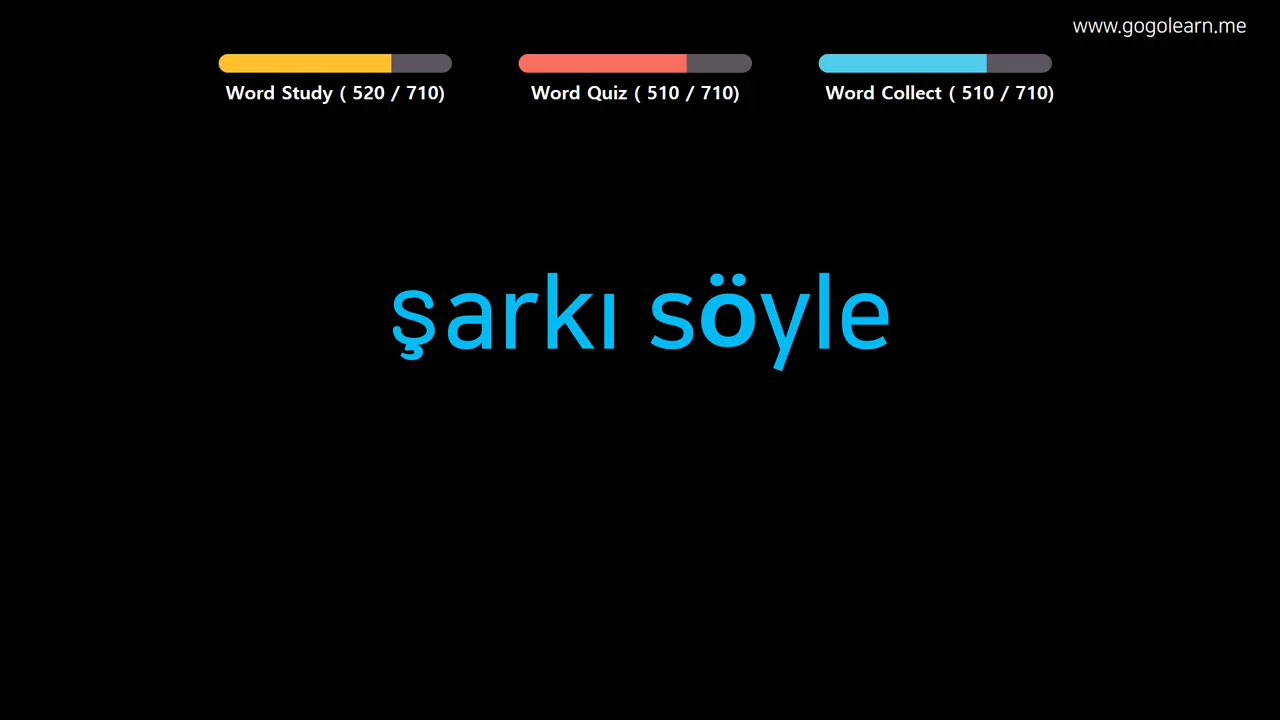 www.gogolearn.me
Word Study ( 520 / 710)
Word Quiz ( 510 / 710)
Word Collect ( 510 / 710)
şarkı söyle